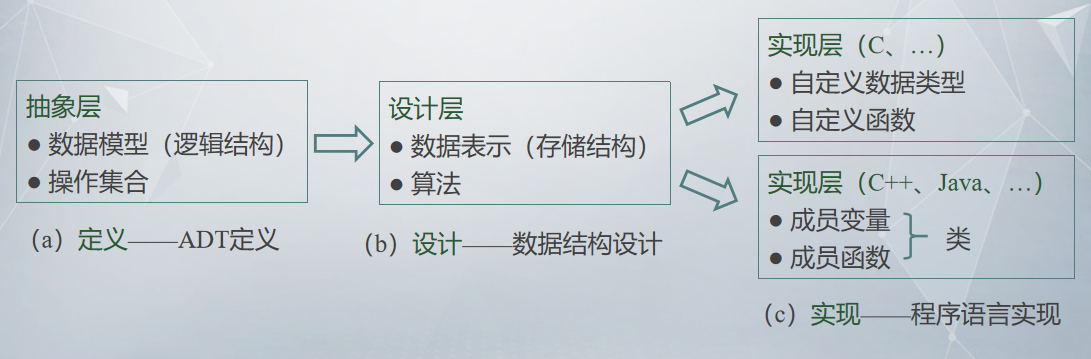 抽象层
● 数据模型（逻辑结构）
● 操作集合
（a）定义——ADT定义
设计层
● 数据表示（存储结构）
● 算法
（b）设计——数据结构设计
实现层（C、…）
● 自定义数据类型
● 自定义函数
实现层（C++、Java、…）
● 成员变量
● 成员函数
类
（c）实现——程序语言实现